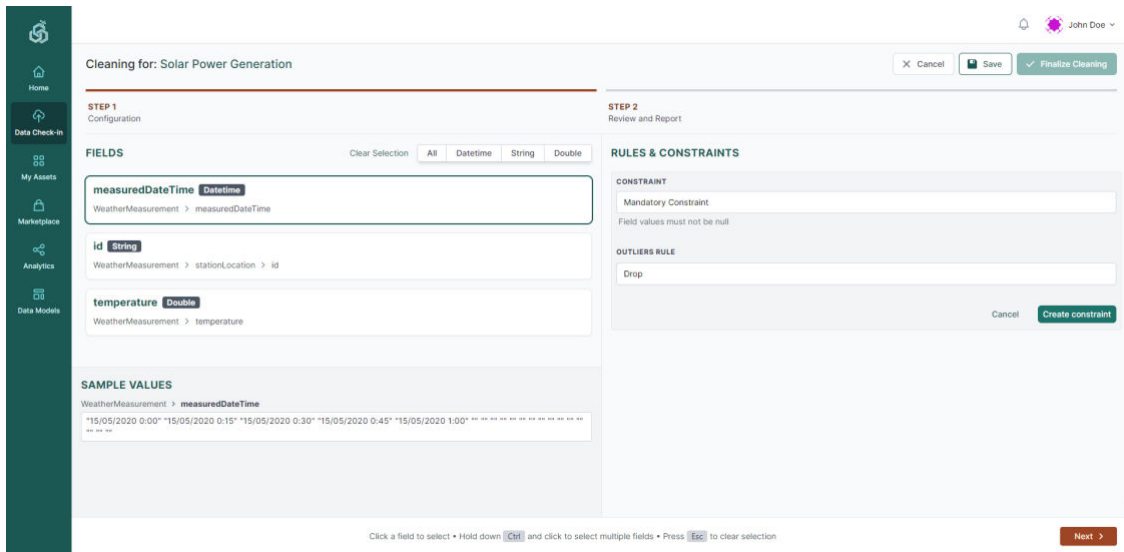 John Doe
Home
Data Check-in
My Assets
Marketplace
Analytics
Data Models
Cleaning for: Solar Power Generation
Cancel
Save
Finalize Cleaning
STEP 1
Configuration
STEP 2
Review and Report
FIELDS
Clear Selection All Datetime String Double
measuredDateTime Datetime
WeatherMeasurement > measuredDateTime
id String
WeatherMeasurement > stationLocation > id
temperature Double
WeatherMeasurement > temperature
SAMPLE VALUES
WeatherMeasurement > measuredDateTime
"15/05/2020 0:00" "15/05/2020 0:15" "15/05/2020 0:30" "15/05/2020 0:45" "15/05/2020 1:00" "" "" "" "" "" "" "" "" "" "" "" ""
"" "" ""
RULES & CONSTRAINTS
CONSTRAINT
Mandatory Constraint
Field values must not be null
OUTLIERS RULE
Drop
Cancel
Create constraint
Click a field to select • Hold down Ctrl and click to select multiple fields • Press Esc to clear selection
Next >